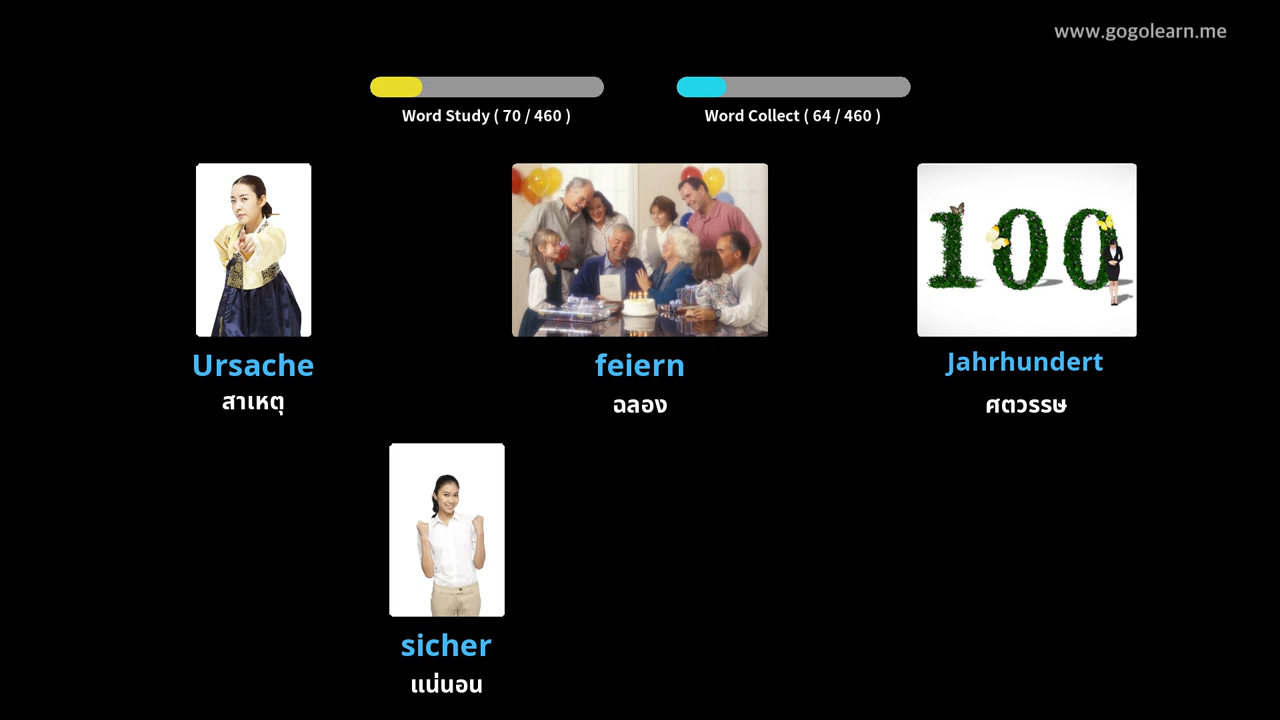 www.gogolearn.me
Word Study ( 70 / 460 )
Word Collect ( 64 / 460 )
Ursache
สาเหตุ
feiern
ฉลอง
Jahrhundert
ศตวรรษ
sicher
แน่นอน